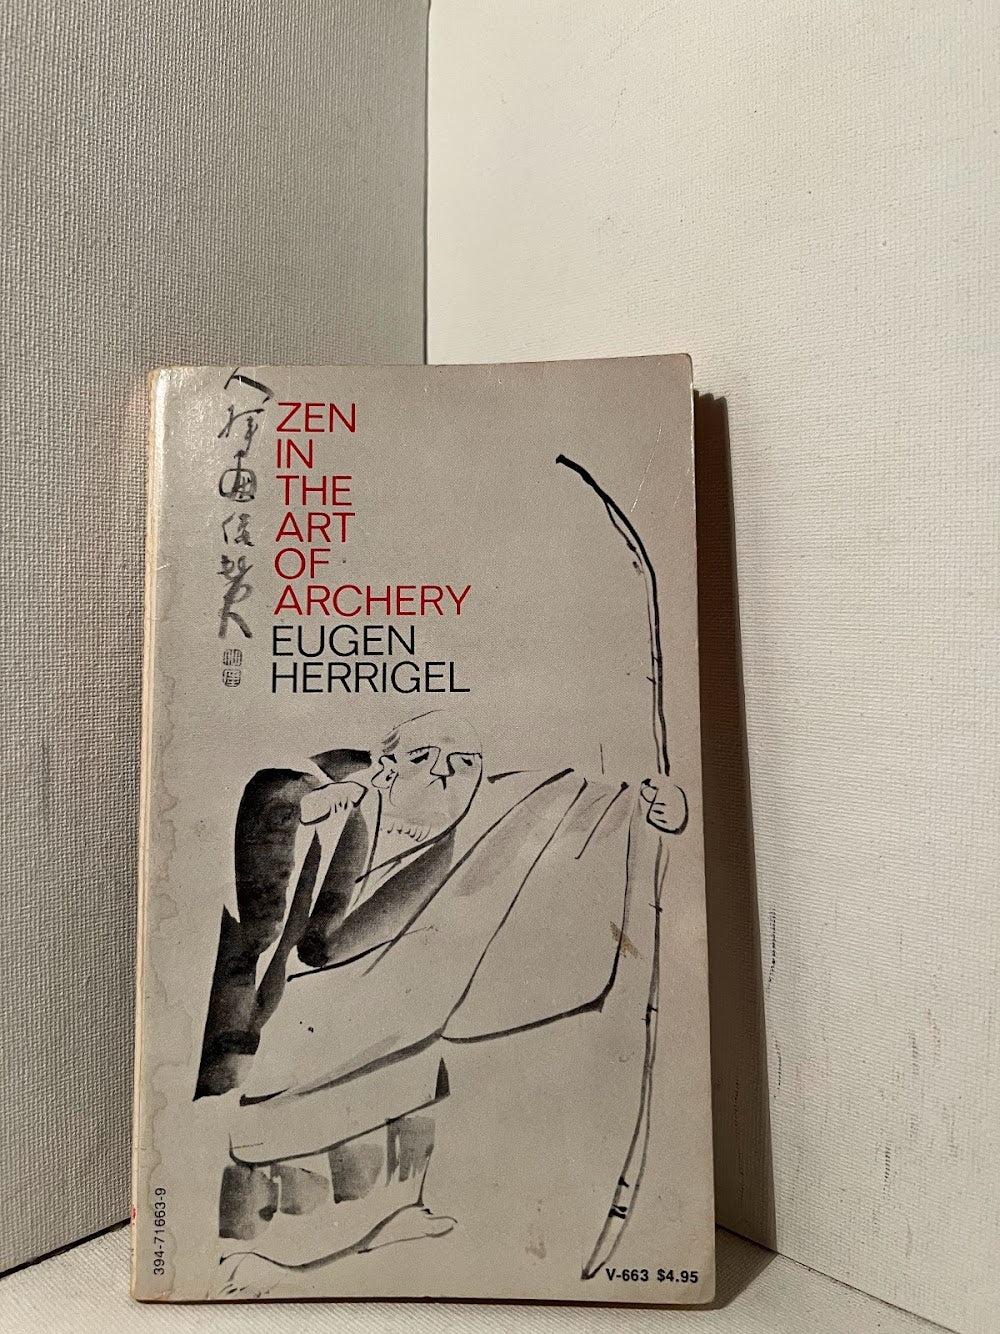 ZEN
IN
THE
ART
OF
ARCHERY
EUGEN
HERRIGEL
394-71663-9
V-663 $4.95